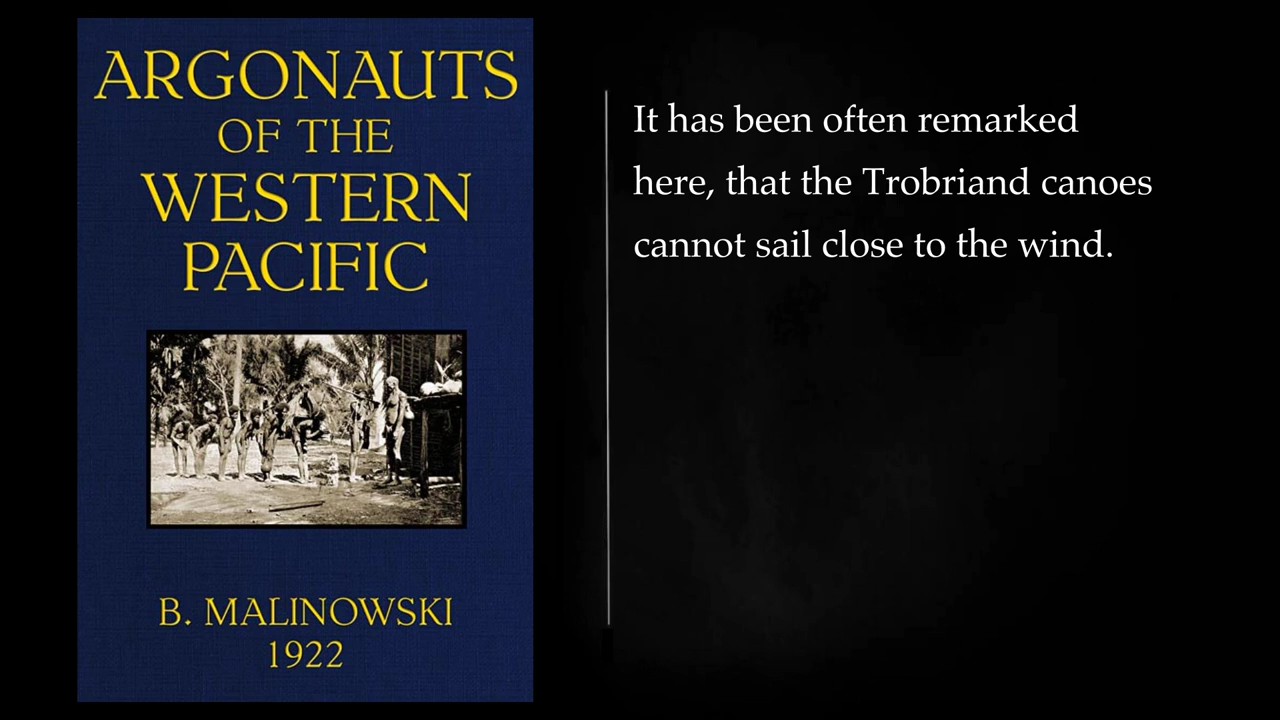 ARGONAUTS
OF THE
WESTERN
PACIFIC
B. MALINOWSKI
1922
It has been often remarked
here, that the Trobriand canoes
cannot sail close to the wind.